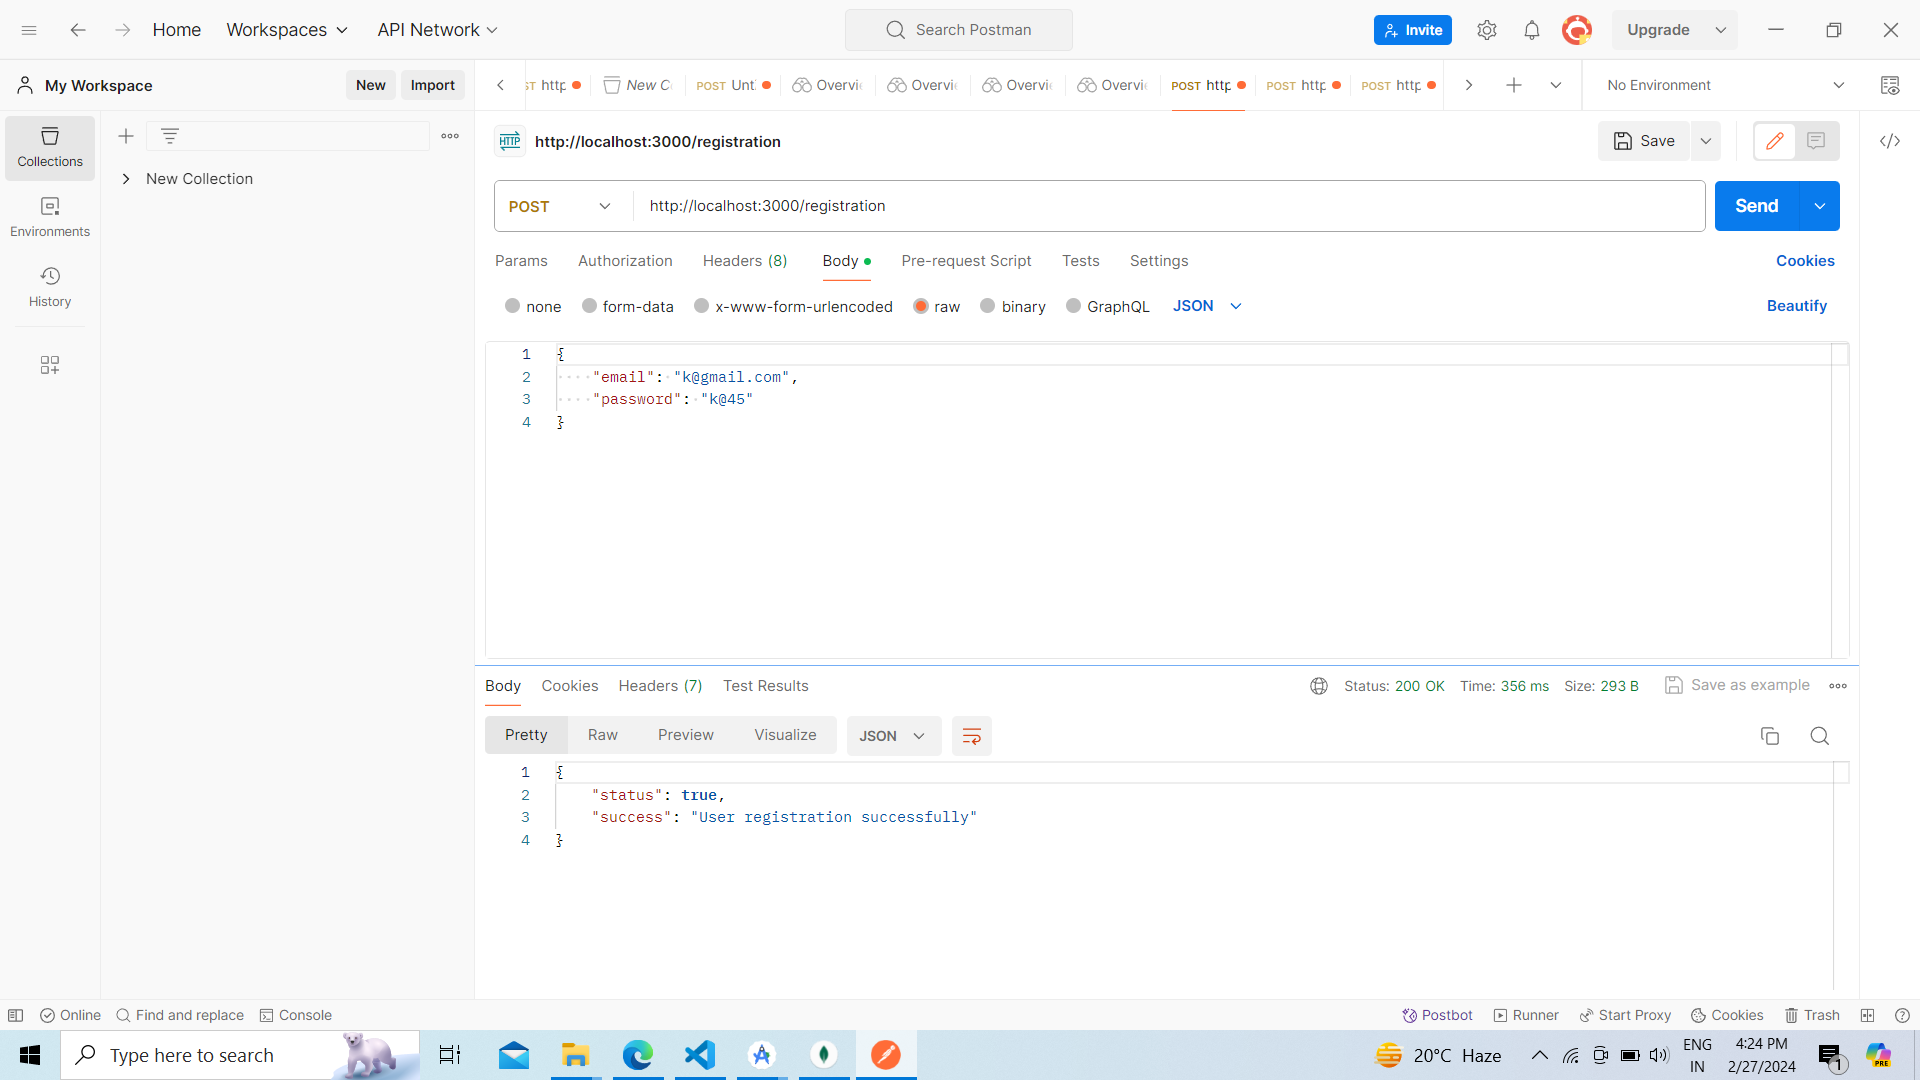 Home Workspaces API Network Search Postman Invite Upgrade
My Workspace New Import
http New C POST Unt Overvi Overvi Overvi Overvi POST http POST http POST http No Environment
Collections
Environments
History
New Collection
HTTP http://localhost:3000/registration Save
POST http://localhost:3000/registration Send
Params Authorization Headers (8) Body Pre-request Script Tests Settings Cookies
none form-data x-www-form-urlencoded raw binary GraphQL JSON Beautify
1 {
2 "email": "k@gmail.com",
3 "password": "k@45"
4 }
Body Cookies Headers (7) Test Results Status: 200 OK Time: 356 ms Size: 293 B Save as example
Pretty Raw Preview Visualize JSON
1 {
2 "status": true,
3 "success": "User registration successfully"
4 }
Online Find and replace Console Postbot Runner Start Proxy Cookies Trash
Type here to search 20°C Haze ENG IN 4:24 PM 2/27/2024 1 PRE